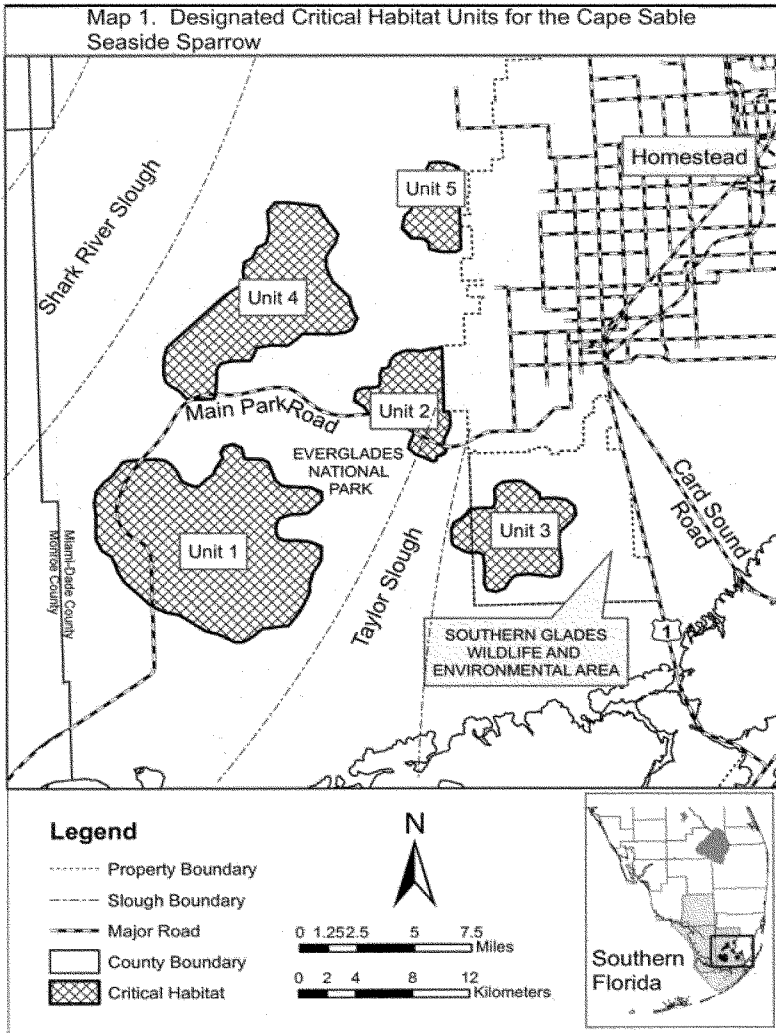 Map 1. Designated Critical Habitat Units for the Cape Sable
Seaside Sparrow
Homestead
Unit 5
Shark River Slough
Unit 4
Main Park Road
Unit 2
EVERGLADES
NATIONAL
PARK
Card Sound
Road
Unit 3
Unit 1
Miami-Dade County
Monroe County
Taylor Slough
SOUTHERN GLADES
WILDLIFE AND
ENVIRONMENTAL AREA
1
Legend
Property Boundary
Slough Boundary
Major Road
County Boundary
Critical Habitat
N
0 1.25 2.5 5 7.5
Miles
0 2 4 8 12
Kilometers
Southern
Florida